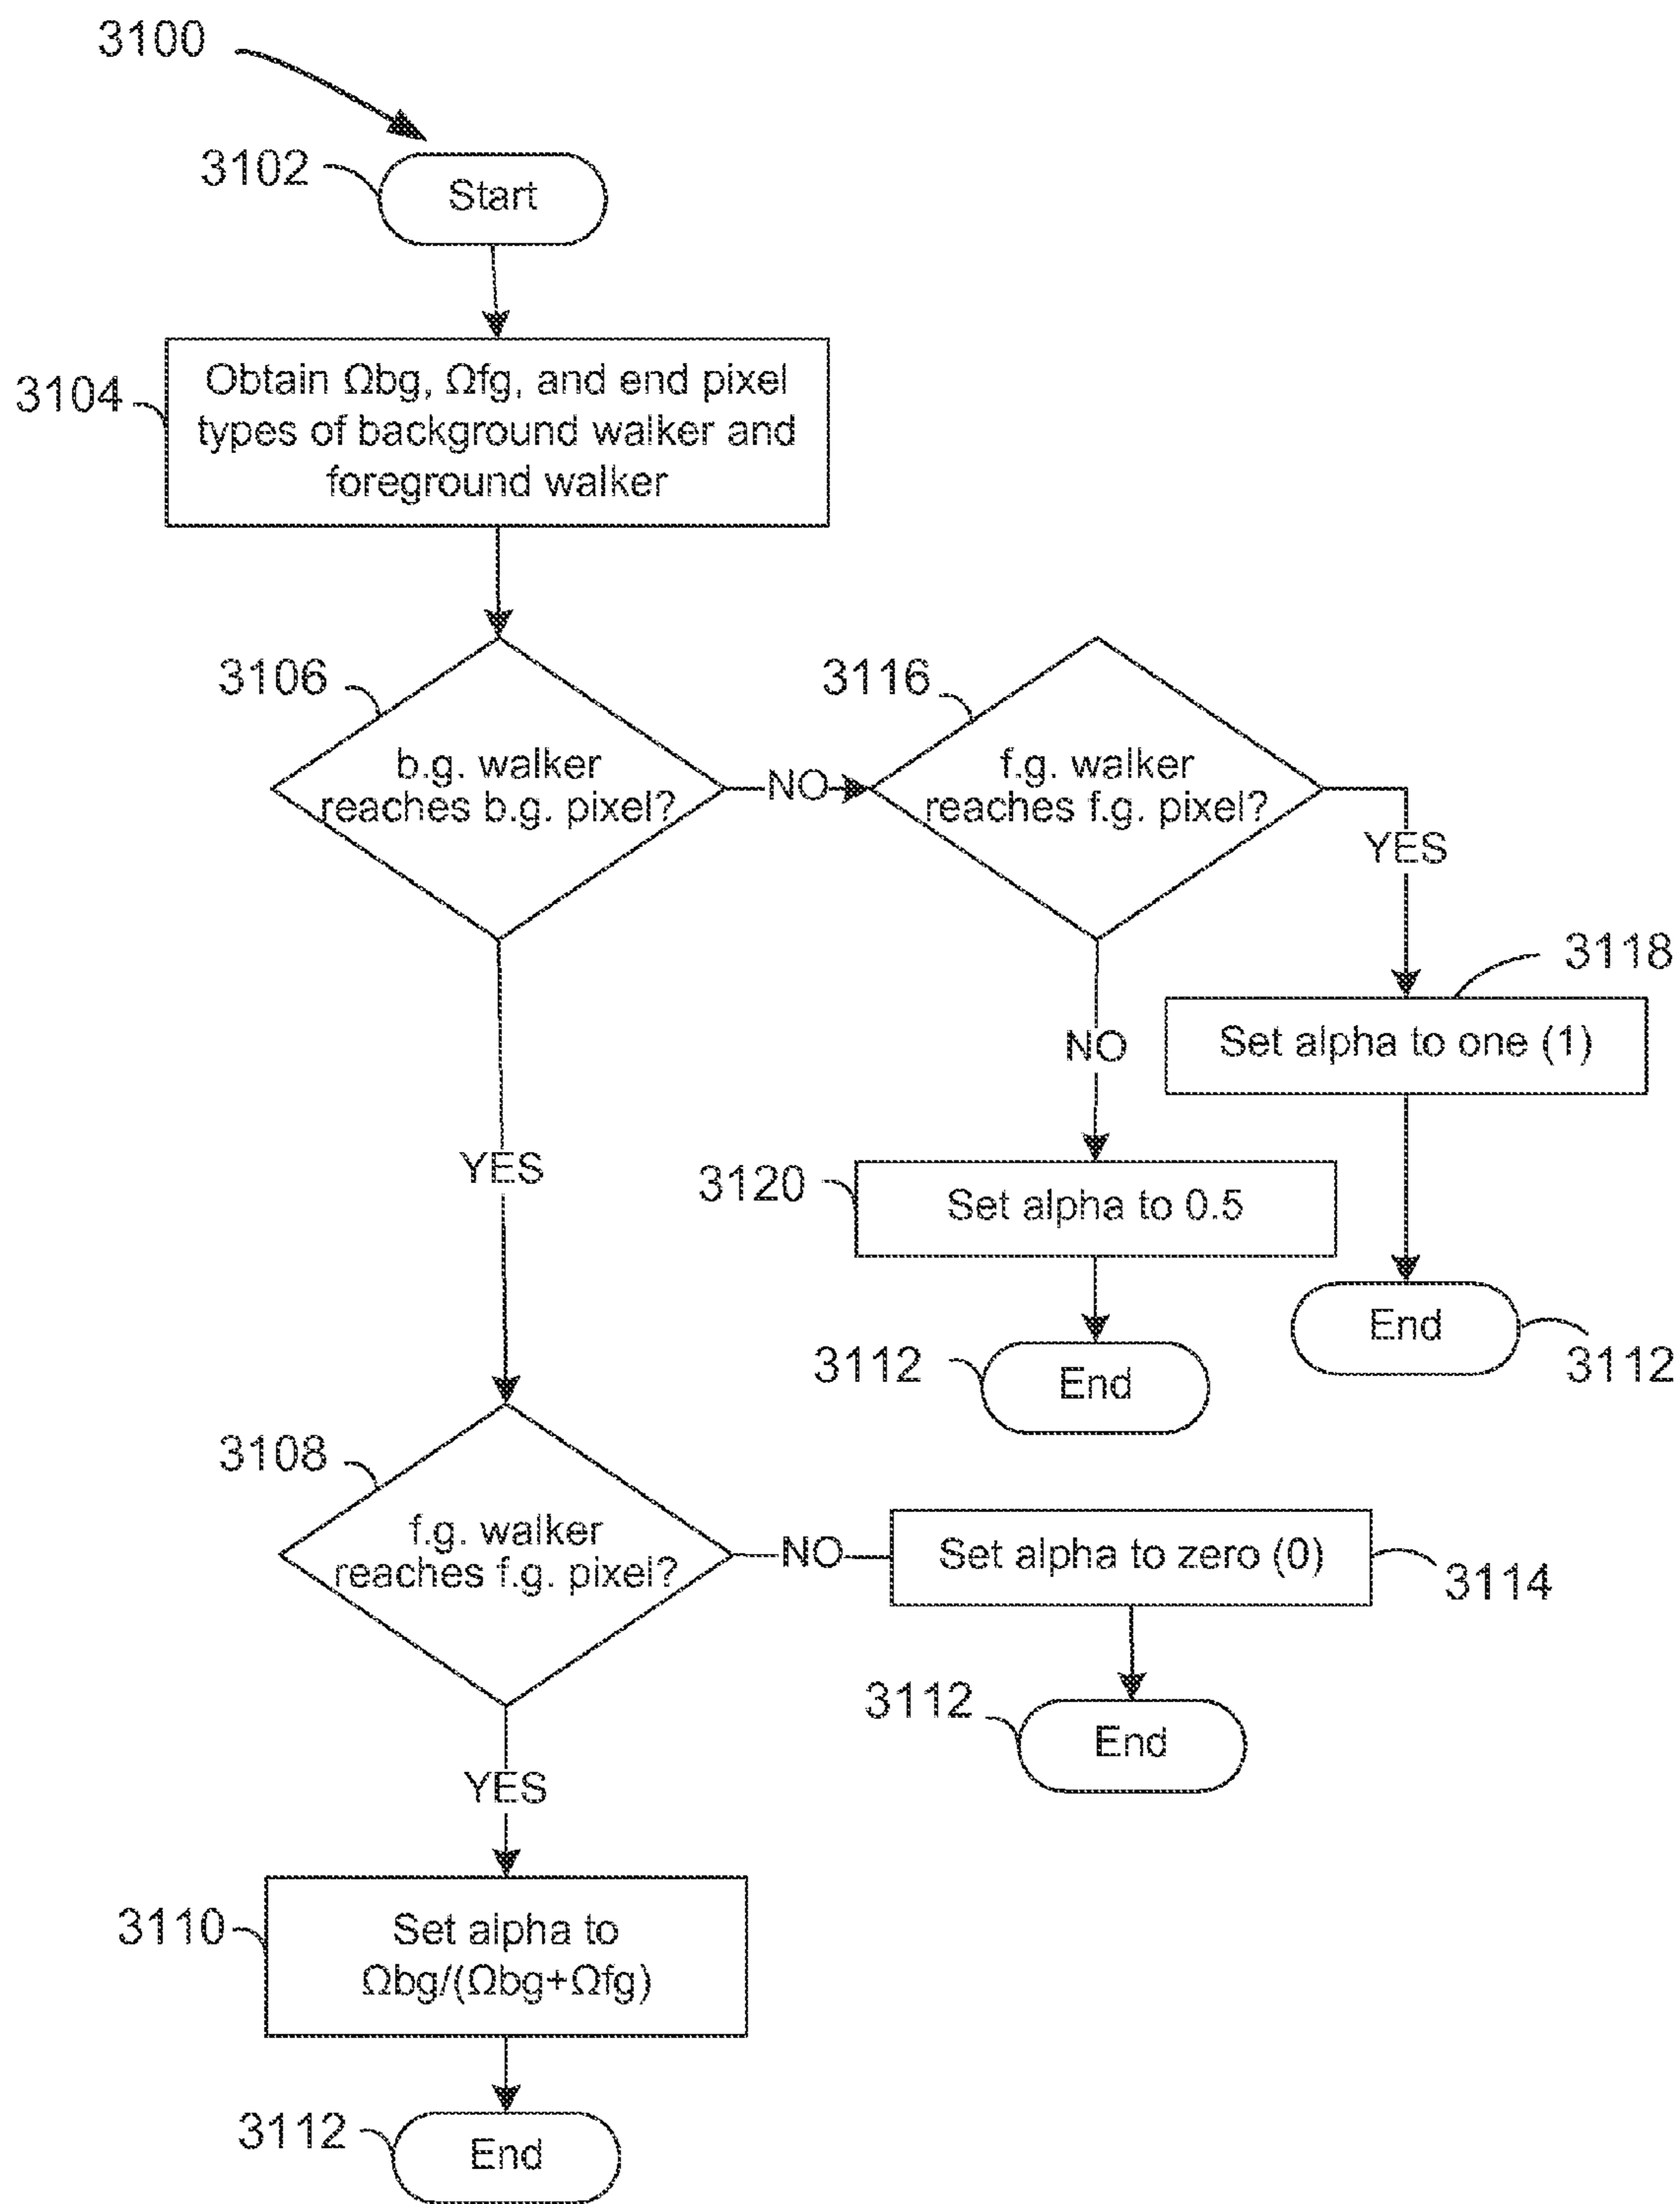 3100
3102
Start
3104
Obtain Ωbg, Ωfg, and end pixel
types of background walker and
foreground walker
3106
b.g. walker
reaches b.g. pixel?
NO
3116
f.g. walker
reaches f.g. pixel?
YES
3118
Set alpha to one (1)
NO
YES
3120
Set alpha to 0.5
End
3112
3112
End
3108
f.g. walker
reaches f.g. pixel?
NO
Set alpha to zero (0)
3114
3112
End
YES
3110
Set alpha to
Ωbg/(Ωbg+Ωfg)
3112
End